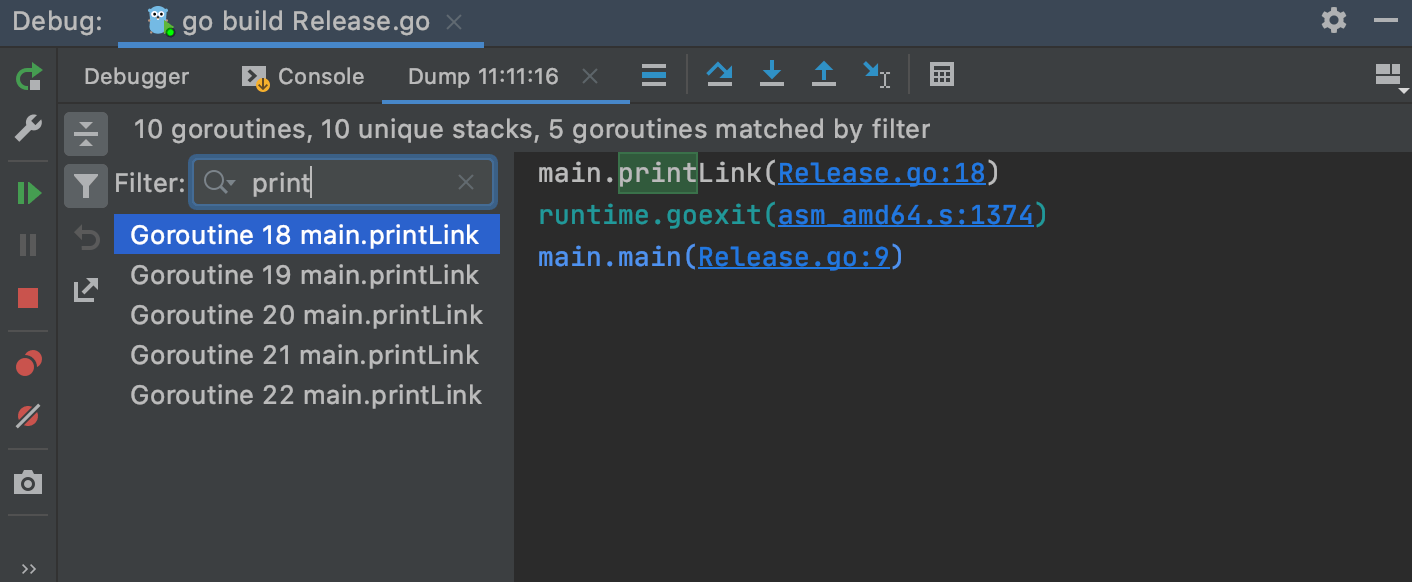 Debug: go build Release.go
Debugger Console Dump 11:11:16
10 goroutines, 10 unique stacks, 5 goroutines matched by filter
Filter: print
Goroutine 18 main.printLink
Goroutine 19 main.printLink
Goroutine 20 main.printLink
Goroutine 21 main.printLink
Goroutine 22 main.printLink
main.printLink(Release.go:18)
runtime.goexit(asm_amd64.s:1374)
main.main(Release.go:9)